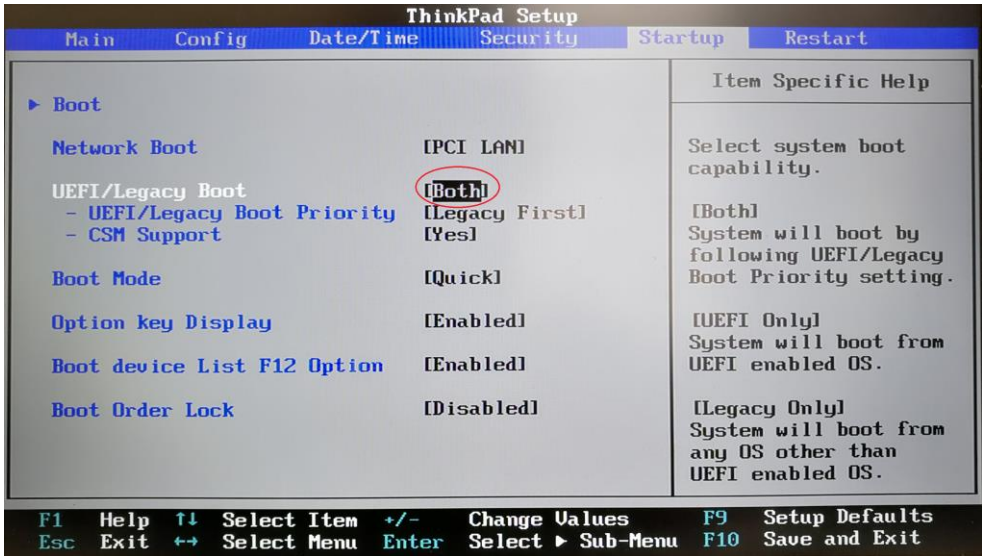 ThinkPad Setup
Main Config Date/Time Security Startup Restart
Item Specific Help
▶ Boot
Network Boot [PCI LAN]
UEFI/Legacy Boot [Both]
- UEFI/Legacy Boot Priority [Legacy First]
- CSM Support [Yes]
Boot Mode [Quick]
Option key Display [Enabled]
Boot device List F12 Option [Enabled]
Boot Order Lock [Disabled]
Select system boot
capability.
[Both]
System will boot by
following UEFI/Legacy
Boot Priority setting.
[UEFI Only]
System will boot from
UEFI enabled OS.
[Legacy Only]
System will boot from
any OS other than
UEFI enabled OS.
F1 Help ↑↓ Select Item +/- Change Values F9 Setup Defaults
Esc Exit ←→ Select Menu Enter Select ▶ Sub-Menu F10 Save and Exit